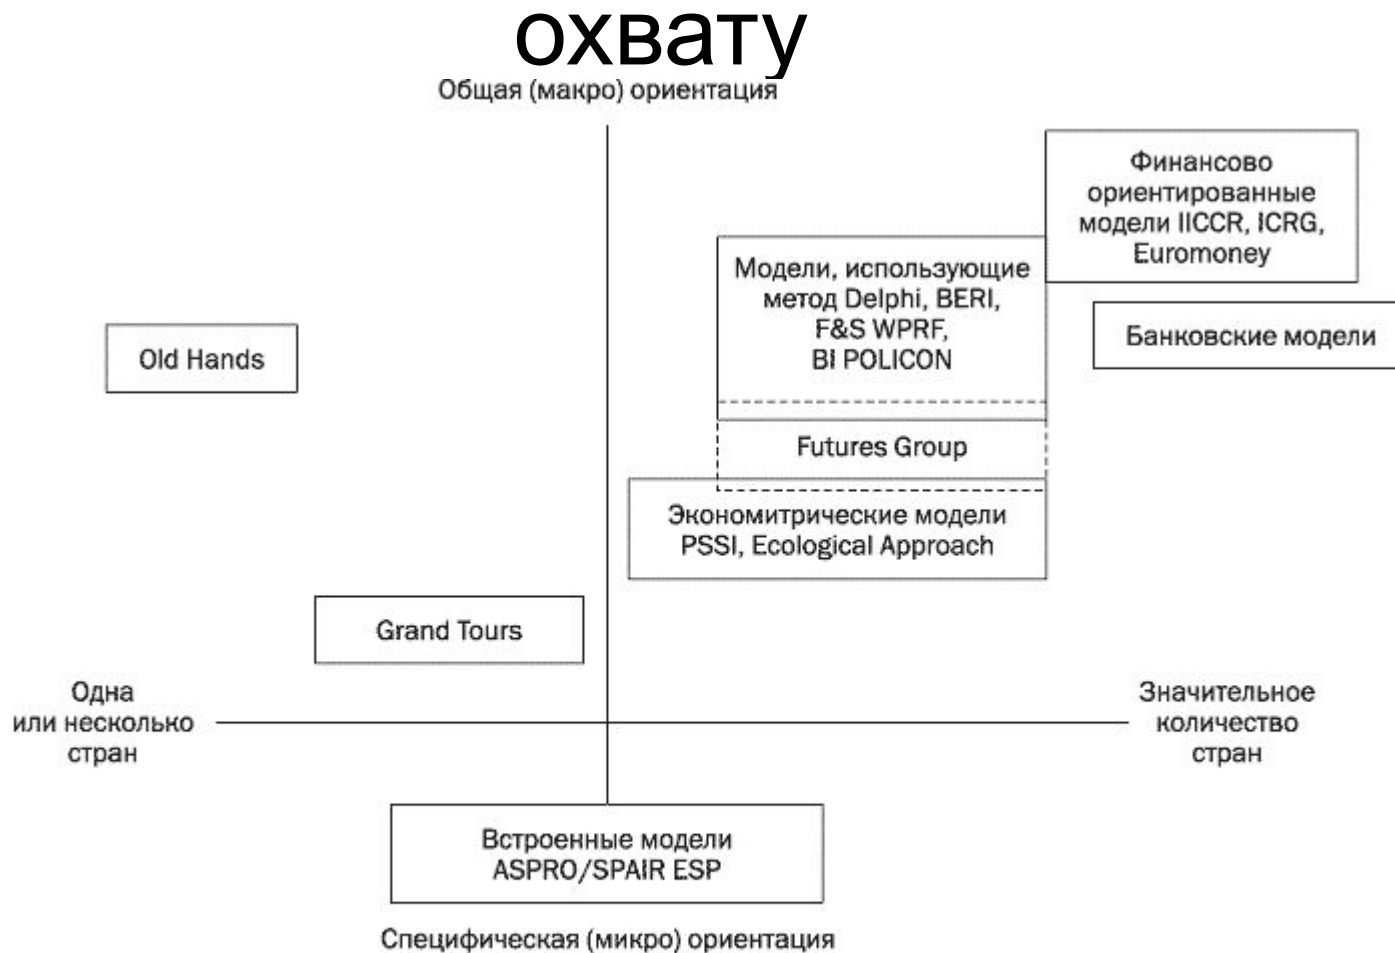 охвату
Общая (макро) ориентация
Финансово
ориентированные
модели IICCR, ICRG,
Euromoney
Модели, использующие
метод Delphi, BERI,
F&S WPRF,
BI POLICON
Банковские модели
Old Hands
Futures Group
Экономитрические модели
PSSI, Ecological Approach
Grand Tours
Одна
или несколько
стран
Значительное
количество
стран
Встроенные модели
ASPRO/SPAIR ESP
Специфическая (микро) ориентация